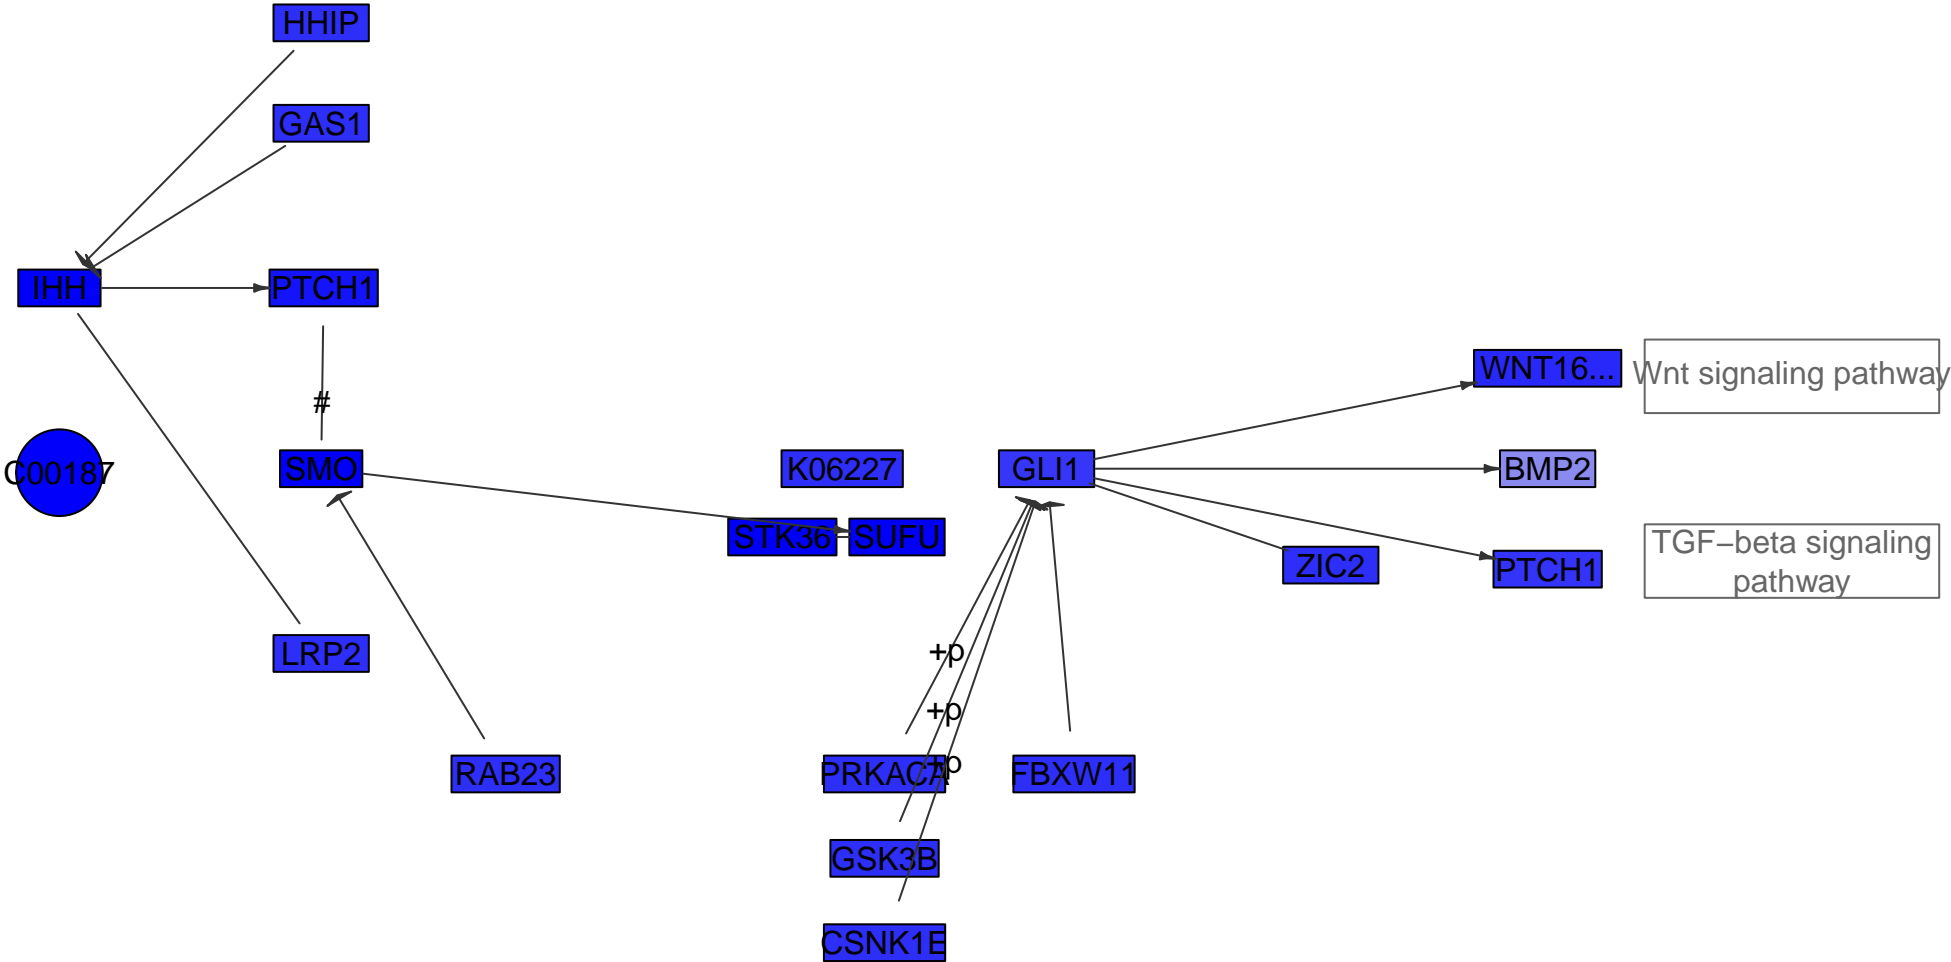 HHIP
GAS1
IHH
PTCH1
WNT16...
Wnt signaling pathway
#
C00187
SMO
K06227
GLI1
BMP2
STK36
SUFU
ZIC2
PTCH1
TGF−beta signaling
pathway
LRP2
+p
+p
+p
RAB23
PRKACA
FBXW11
GSK3B
CSNK1E